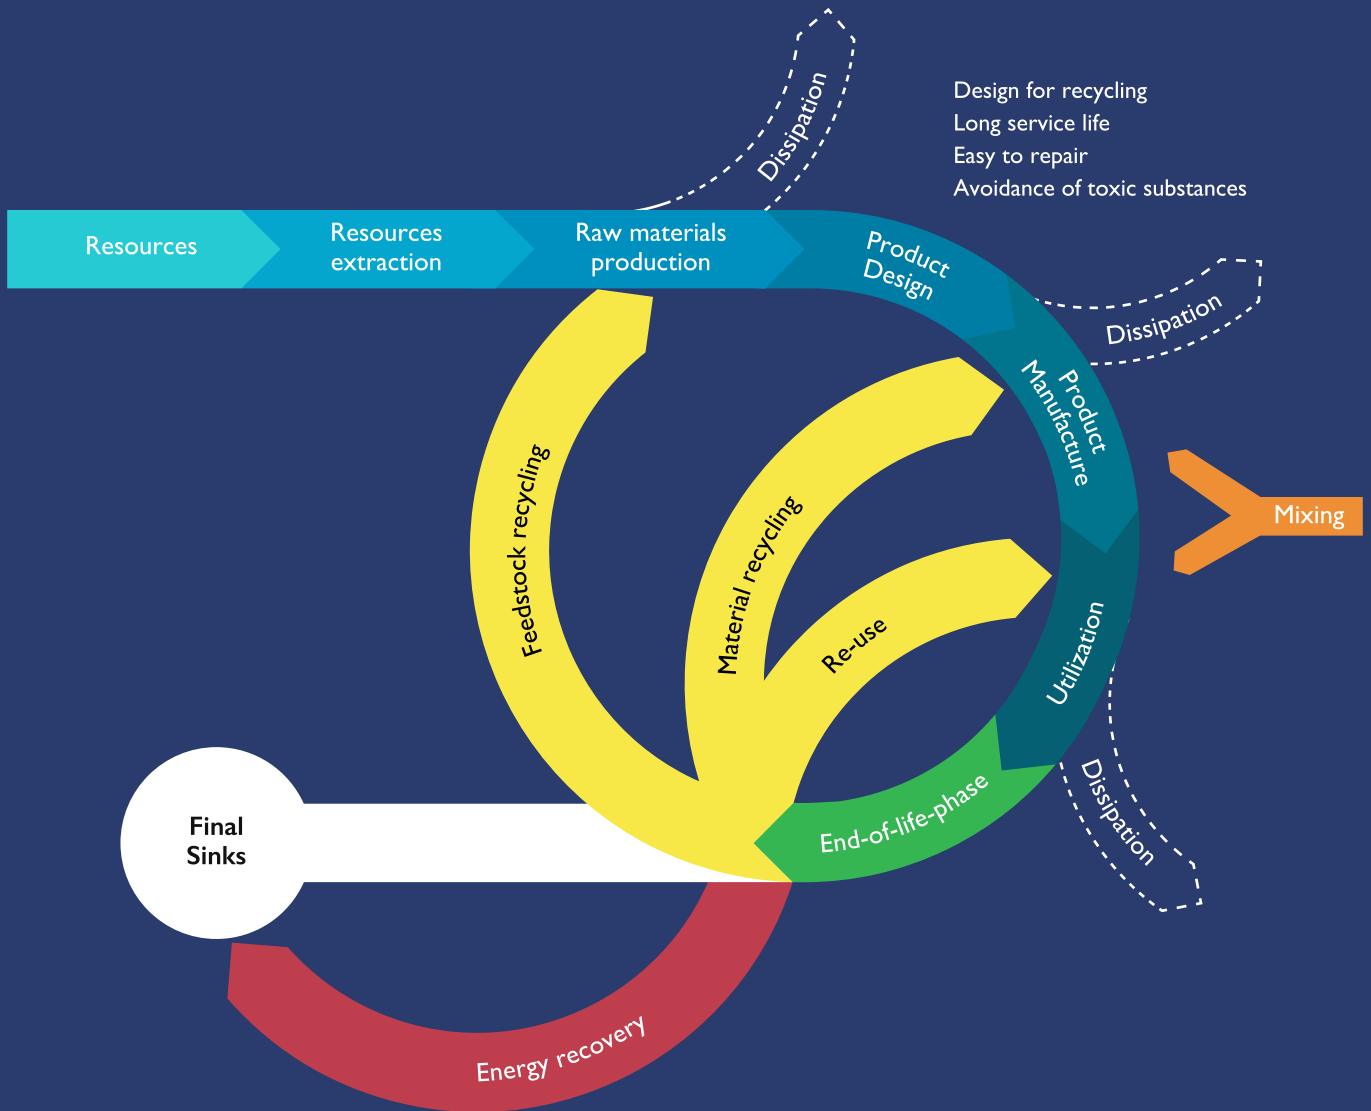 Dissipation
Design for recycling
Long service life
Easy to repair
Avoidance of toxic substances
Resources
Resources
extraction
Raw materials
production
Product
Design
Dissipation
Product
Manufacture
Mixing
Feedstock recycling
Material recycling
Re-use
Utilization
End-of-life-phase
Dissipation
Final
Sinks
Energy recovery